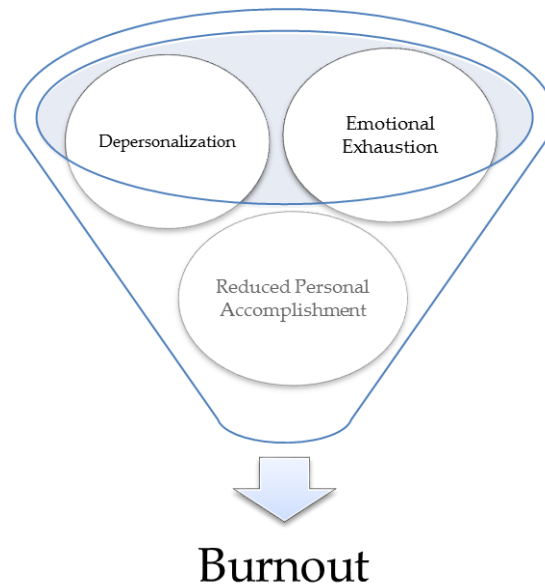 Depersonalization
Emotional
Exhaustion
Reduced Personal
Accomplishment
Burnout